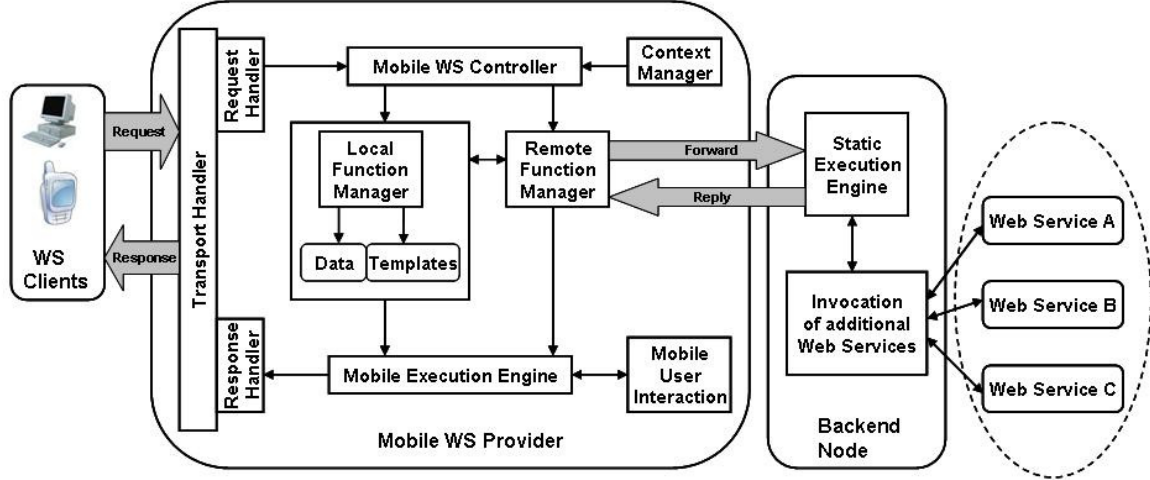 WS
Clients
Request
Response
Transport Handler
Request
Handler
Response
Handler
Mobile WS Controller
Context
Manager
Local
Function
Manager
Data
Templates
Remote
Function
Manager
Mobile Execution Engine
Mobile
User
Interaction
Mobile WS Provider
Forward
Reply
Static
Execution
Engine
Invocation
of additional
Web Services
Backend
Node
Web Service A
Web Service B
Web Service C